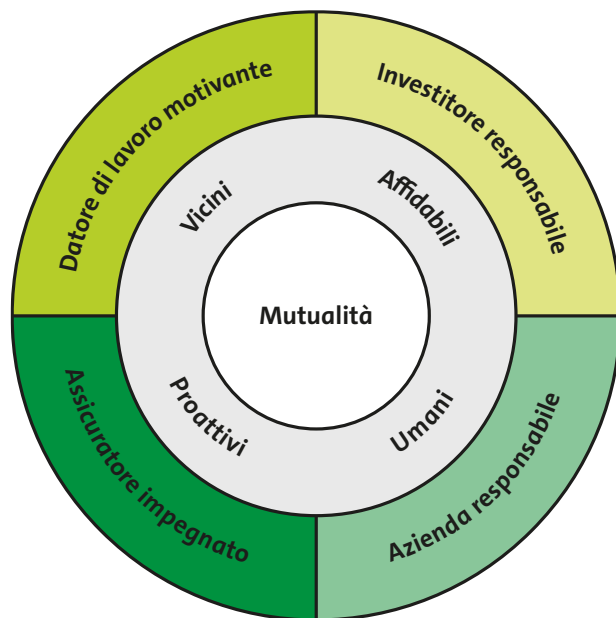 Datore di lavoro motivante
Investitore responsabile
Vicini
Affidabili
Mutualità
Proattivi
Umani
Assicuratore impegnato
Azienda responsabile